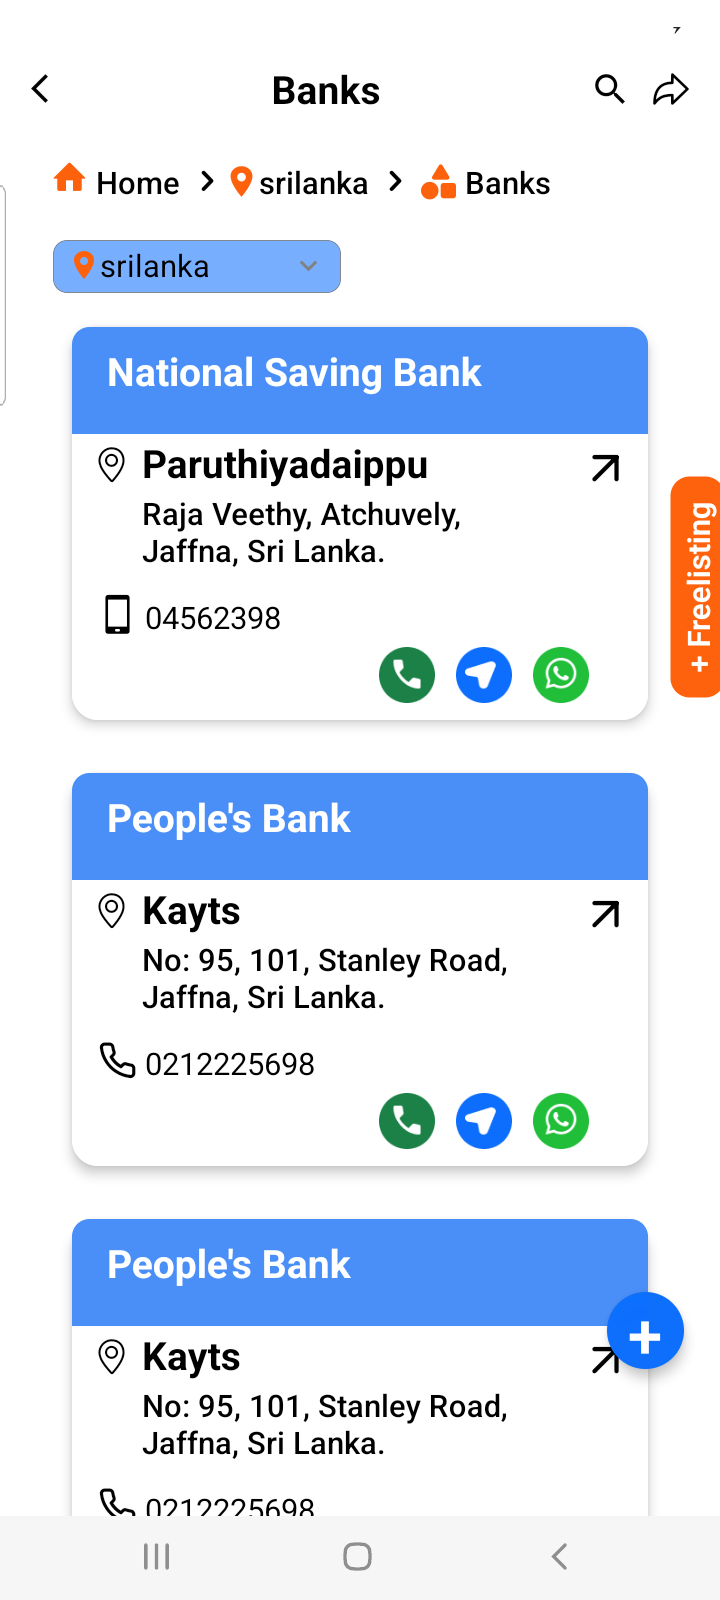 Banks
Home
srilanka
Banks
srilanka
National Saving Bank
Paruthiyadaippu
Raja Veethy, Atchuvely,
Jaffna, Sri Lanka.
04562398
+ Freelisting
People's Bank
Kayts
No: 95, 101, Stanley Road,
Jaffna, Sri Lanka.
0212225698
People's Bank
Kayts
No: 95, 101, Stanley Road,
Jaffna, Sri Lanka.
0212225698